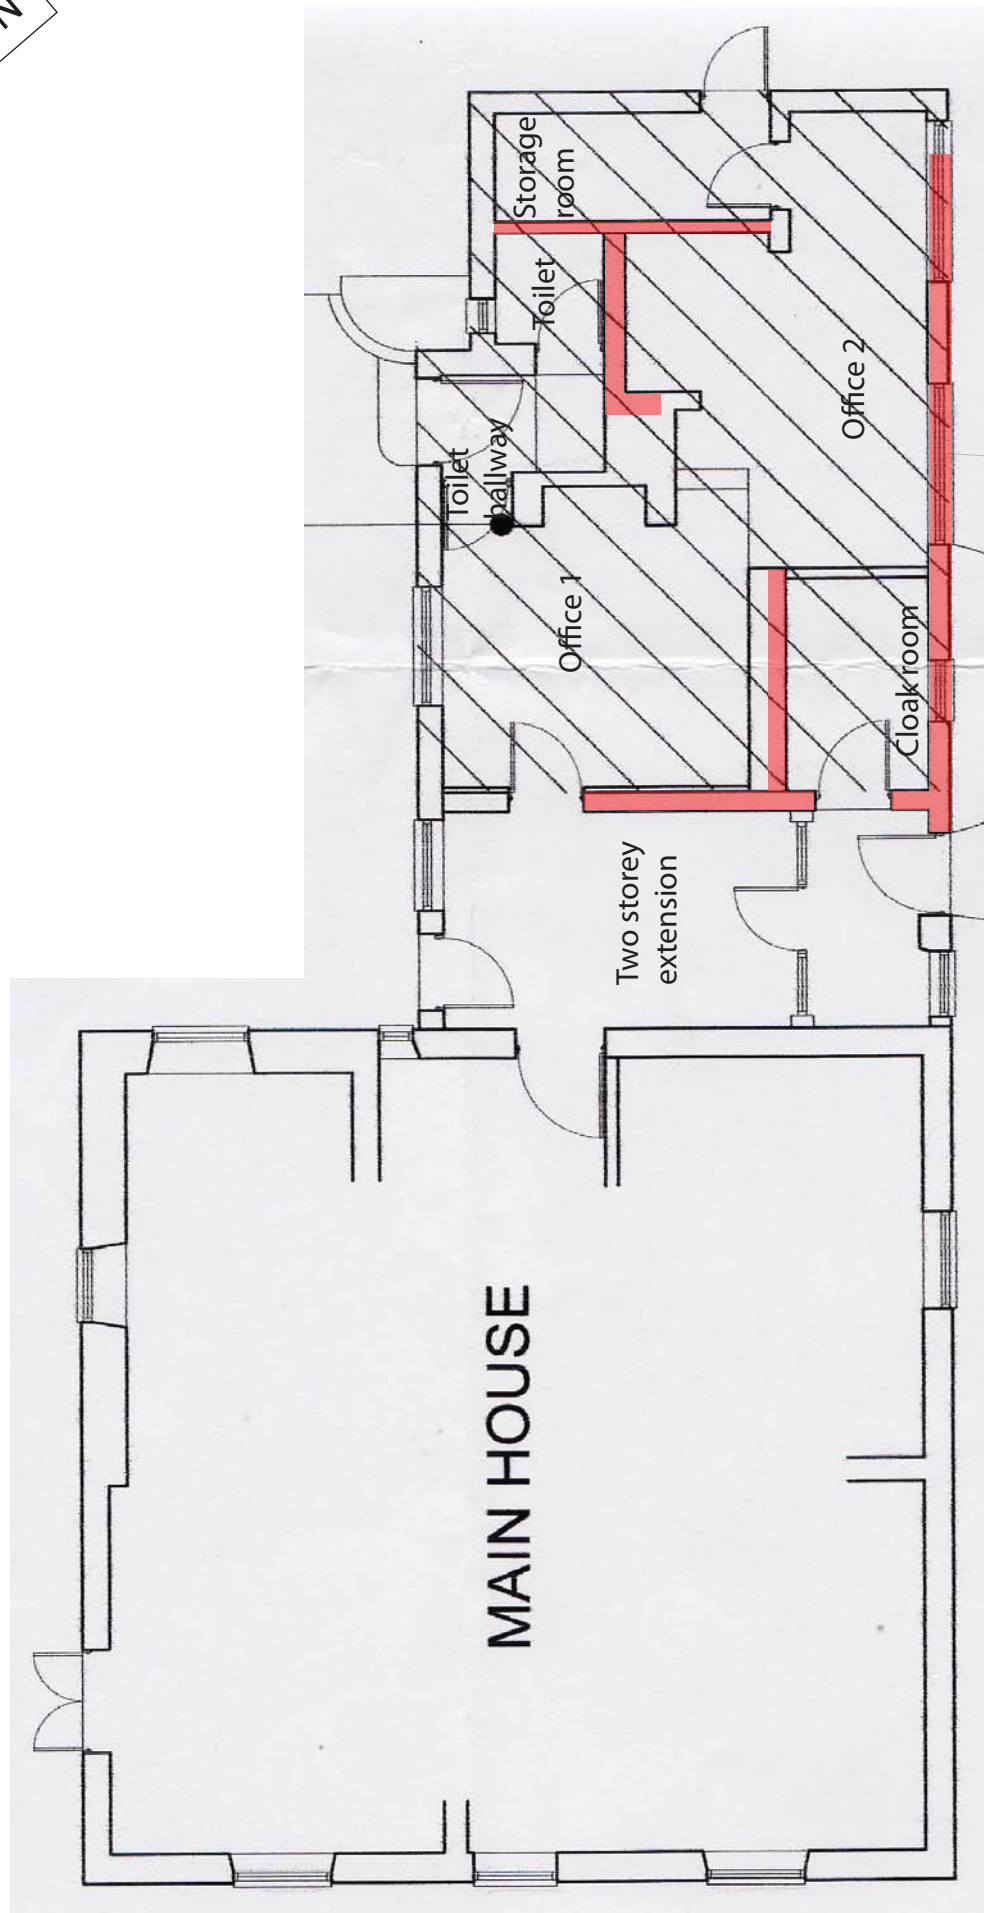 N
Storage
room
Toilet
Toilet
hallway
Office 2
Office 1
Cloak room
Two storey
extension
MAIN HOUSE